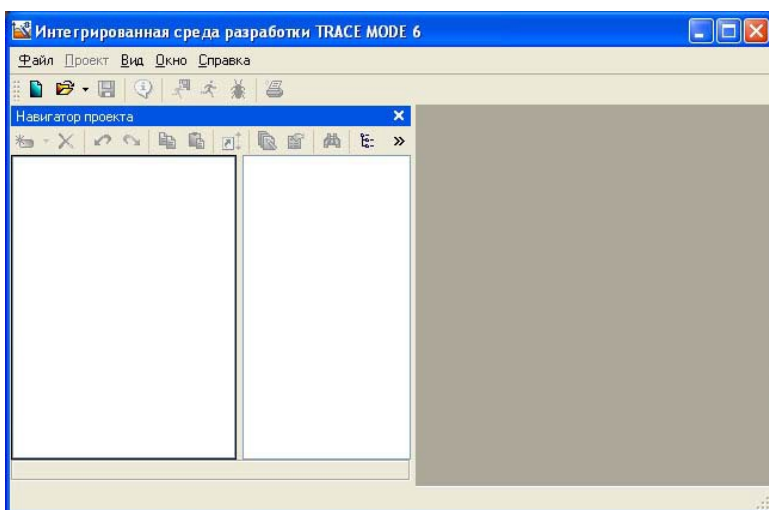 Интегрированная среда разработки TRACE MODE 6
Файл Проект Вид Окно Справка
Навигатор проекта